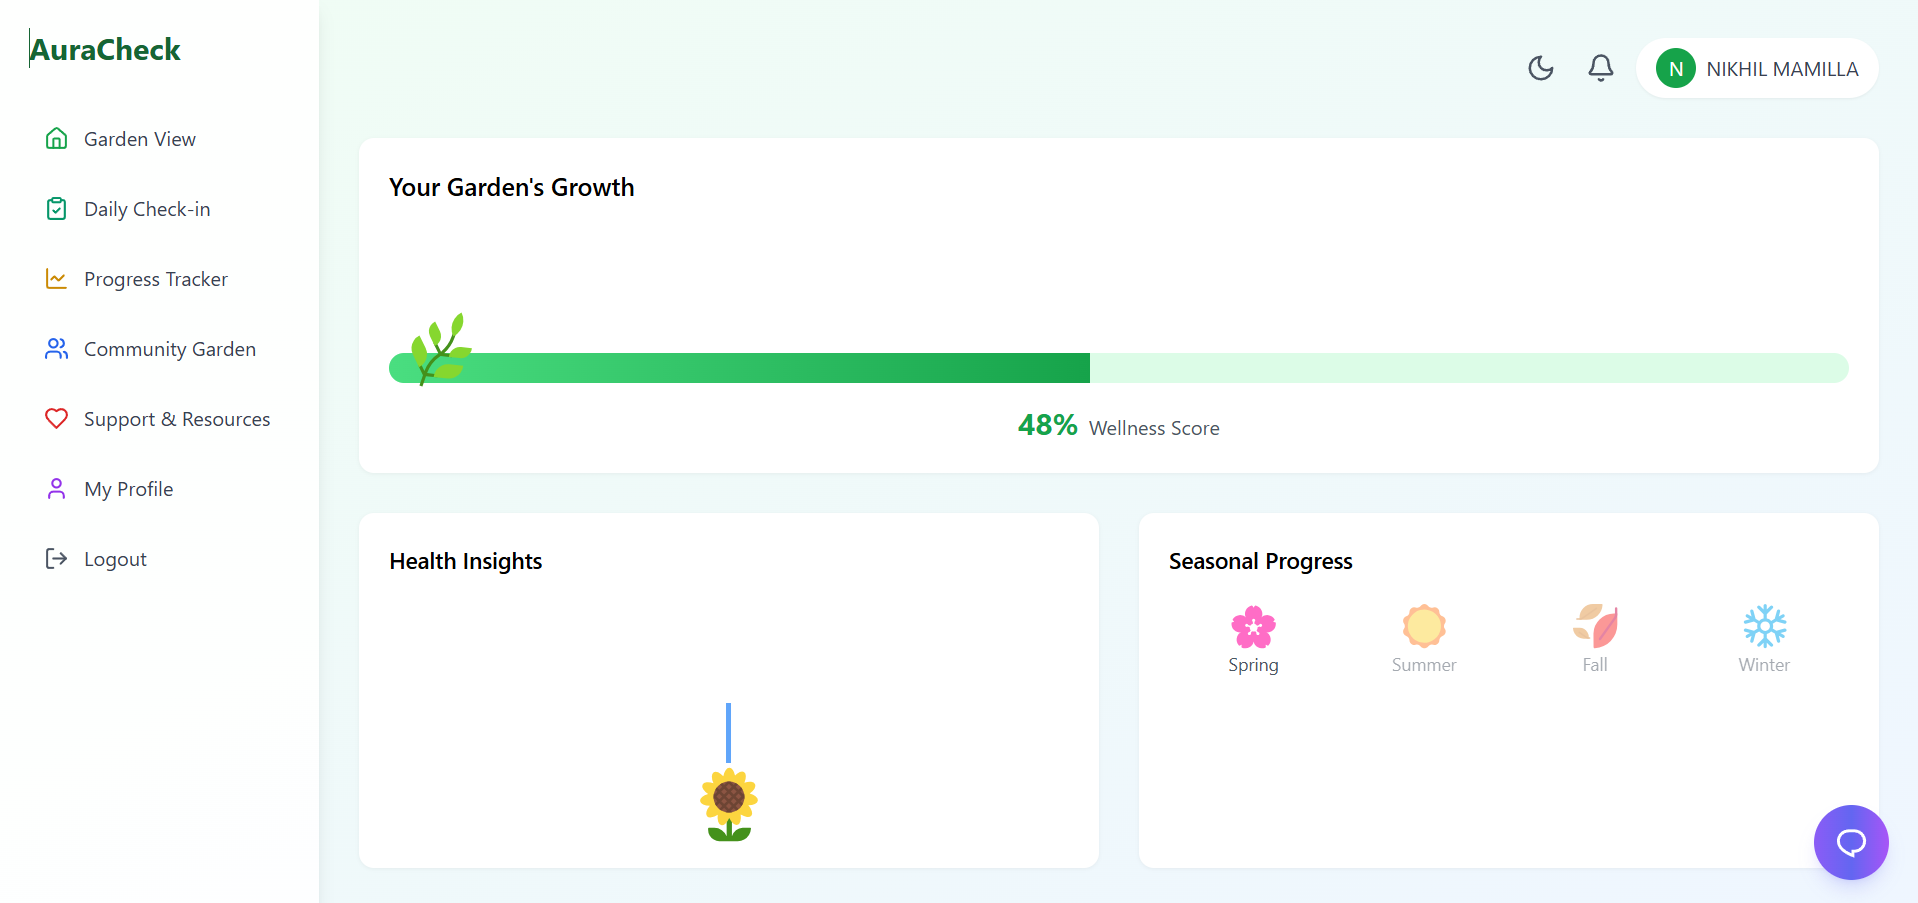 AuraCheck
Garden View
Daily Check-in
Progress Tracker
Community Garden
Support & Resources
My Profile
Logout
N NIKHIL MAMILLA
Your Garden's Growth
48% Wellness Score
Health Insights
Seasonal Progress
Spring Summer Fall Winter